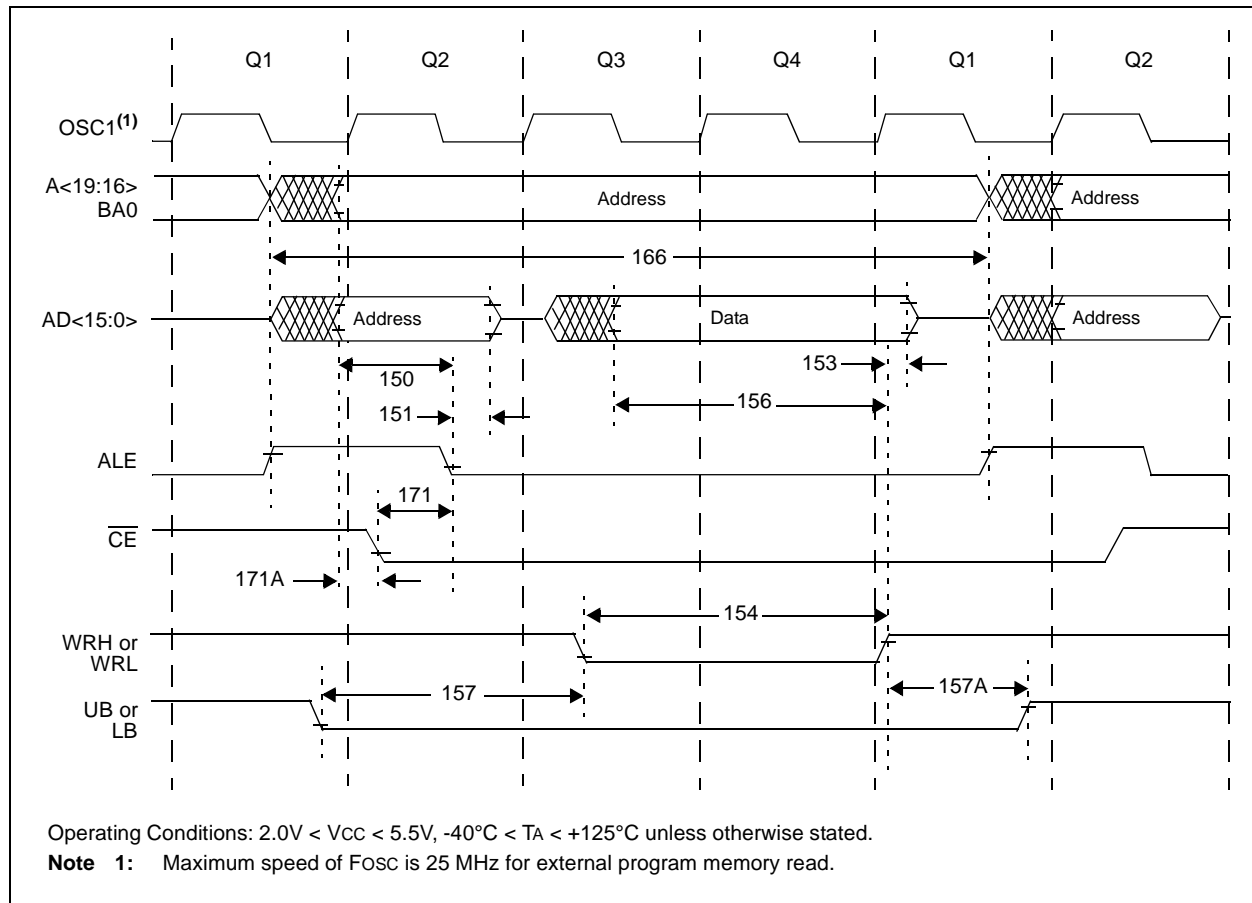 Q1 Q2 Q3 Q4 Q1 Q2
OSC1(1)
A<19:16>
BA0
Address
Address
166
AD<15:0>
Address
Data
Address
150
153
151
156
ALE
171
CE
171A
154
WRH or
WRL
157
157A
UB or
LB
Operating Conditions: 2.0V < VCC < 5.5V, -40°C < TA < +125°C unless otherwise stated.
Note 1: Maximum speed of FOSC is 25 MHz for external program memory read.